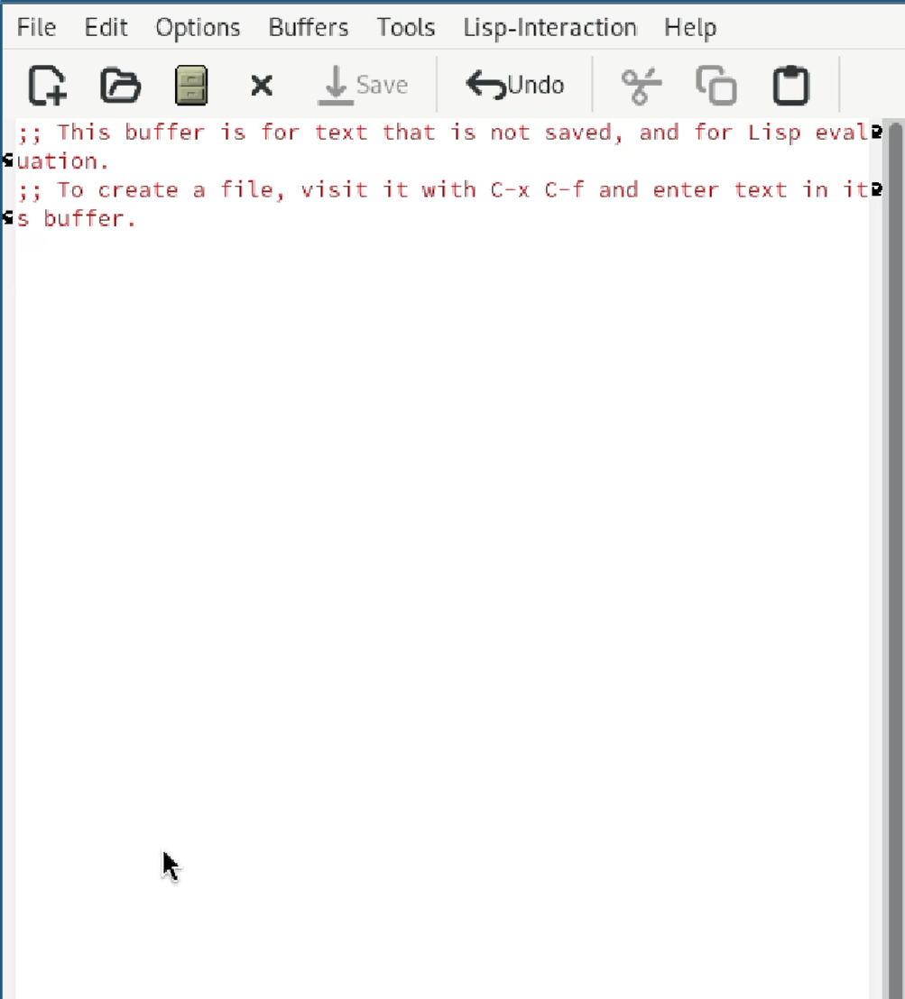 File Edit Options Buffers Tools Lisp-Interaction Help
Save Undo
;; This buffer is for text that is not saved, and for Lisp eval
uation.
;; To create a file, visit it with C-x C-f and enter text in it
s buffer.